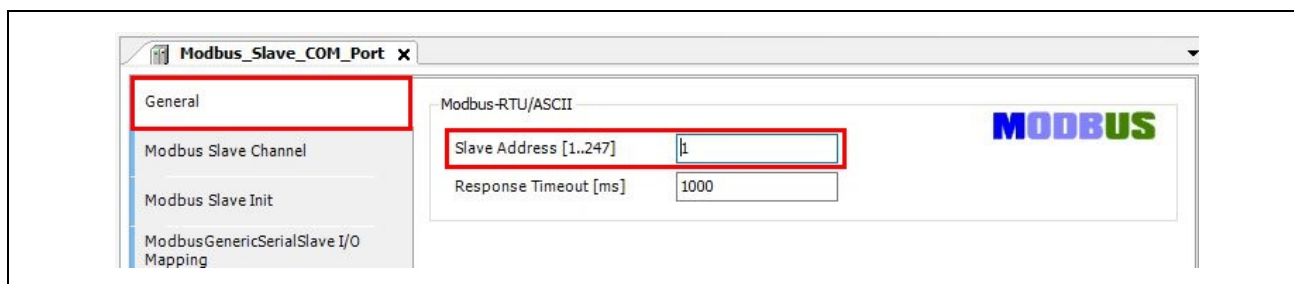 Modbus_Slave_COM_Port X
General
Modbus Slave Channel
Modbus Slave Init
ModbusGenericSerialSlave I/O
Mapping
Modbus-RTU/ASCII
MODBUS
Slave Address [1..247] 1
Response Timeout [ms] 1000